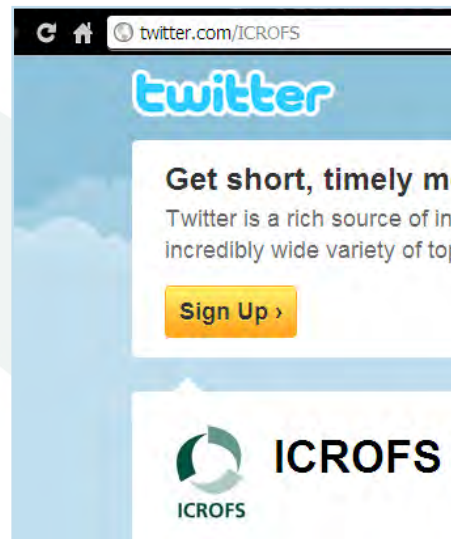 twitter.com/ICROFS
twitter
Get short, timely m
Twitter is a rich source of in
incredibly wide variety of top
Sign Up ›
ICROFS
ICROFS